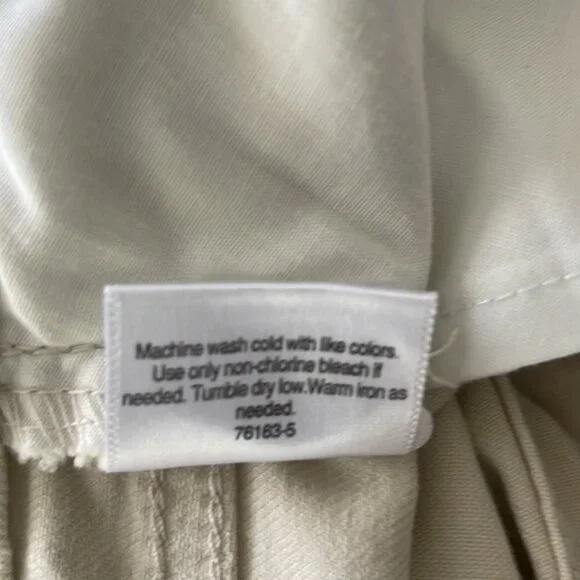 Machine wash cold with like colors.
Use only non-chlorine bleach if
needed. Tumble dry low.Warm iron as
needed.
76163-5